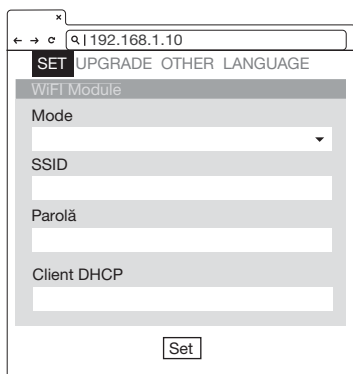 192.168.1.10
SET UPGRADE OTHER LANGUAGE
WiFI Module
Mode
SSID
Parolă
Client DHCP
Set